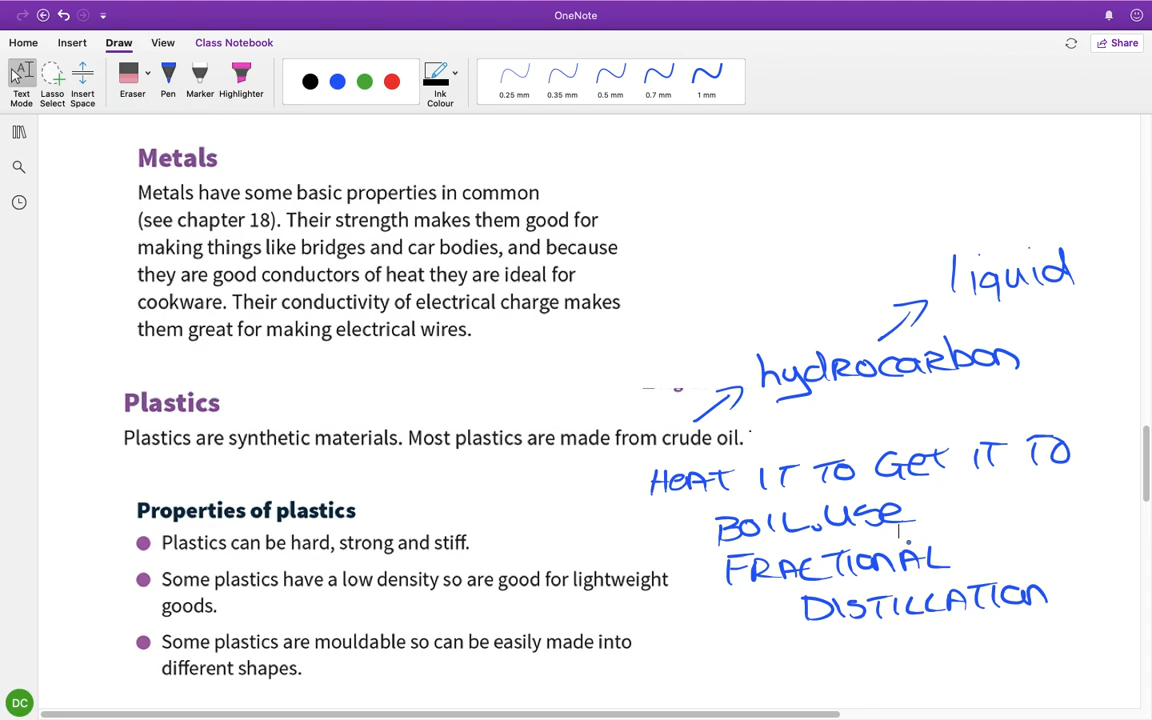 OneNote
Home Insert Draw View Class Notebook
Share
Text Mode
Lasso Select
Insert Space
Eraser
Pen
Marker
Highlighter
Ink Colour
0.25 mm 0.35 mm 0.5 mm 0.7 mm 1 mm
Metals
Metals have some basic properties in common
(see chapter 18). Their strength makes them good for
making things like bridges and car bodies, and because
they are good conductors of heat they are ideal for
cookware. Their conductivity of electrical charge makes
them great for making electrical wires.
liquid
hydrocarbon
Plastics
Plastics are synthetic materials. Most plastics are made from crude oil.
HEAT IT TO GET IT TO
BOIL. USE
FRACTIONAL
DISTILLATION
Properties of plastics
Plastics can be hard, strong and stiff.
Some plastics have a low density so are good for lightweight
goods.
Some plastics are mouldable so can be easily made into
different shapes.
DC